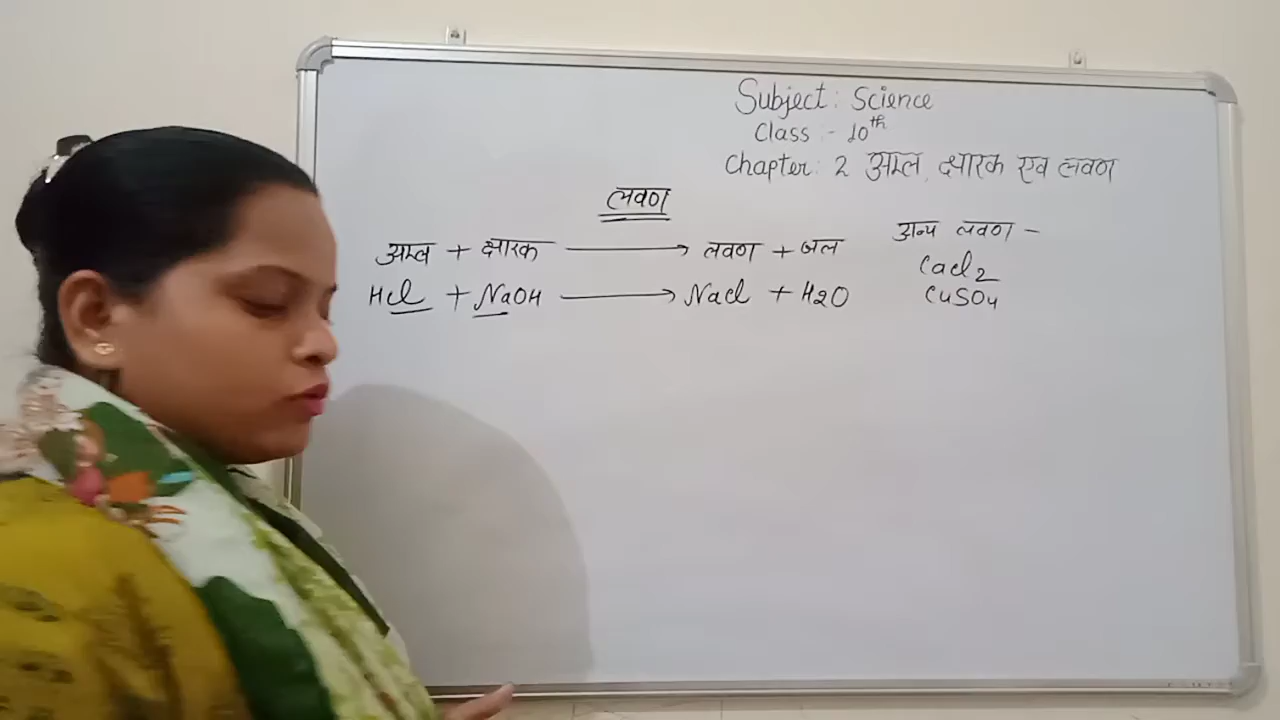 Subject: Science
Class :- 10th
Chapter: 2 अम्ल, क्षारक एव लवण
लवण
अम्ल + क्षारक → लवण + जल
HCl + NaOH → NaCl + H2O
अन्य लवण -
CaCl2
CuSO4